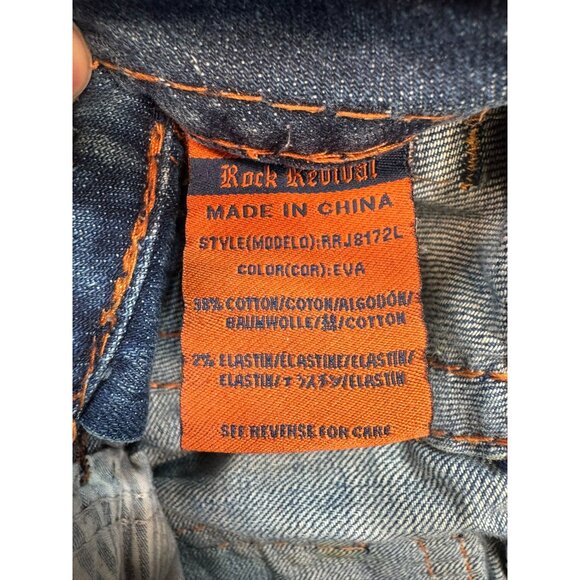 Rock Revival
MADE IN CHINA
STYLE(MODELO):RRJ8172L
COLOR(COR):EVA
98% COTTON/COTON/ALGODÓN/
BAUMWOLLE/綿/COTTON
2% ELASTIN/ÉLASTINE/ELASTIN/
ELASTIN/エラスチン/ELASTIN
SEE REVERSE FOR CARE